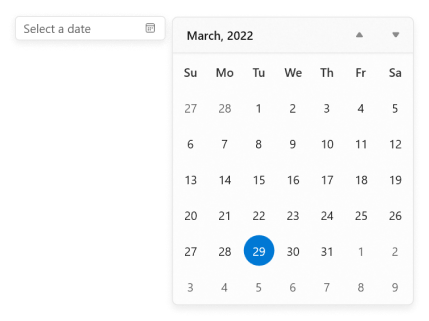 Select a date
March, 2022
Su Mo Tu We Th Fr Sa
27 28 1 2 3 4 5
6 7 8 9 10 11 12
13 14 15 16 17 18 19
20 21 22 23 24 25 26
27 28 29 30 31 1 2
3 4 5 6 7 8 9